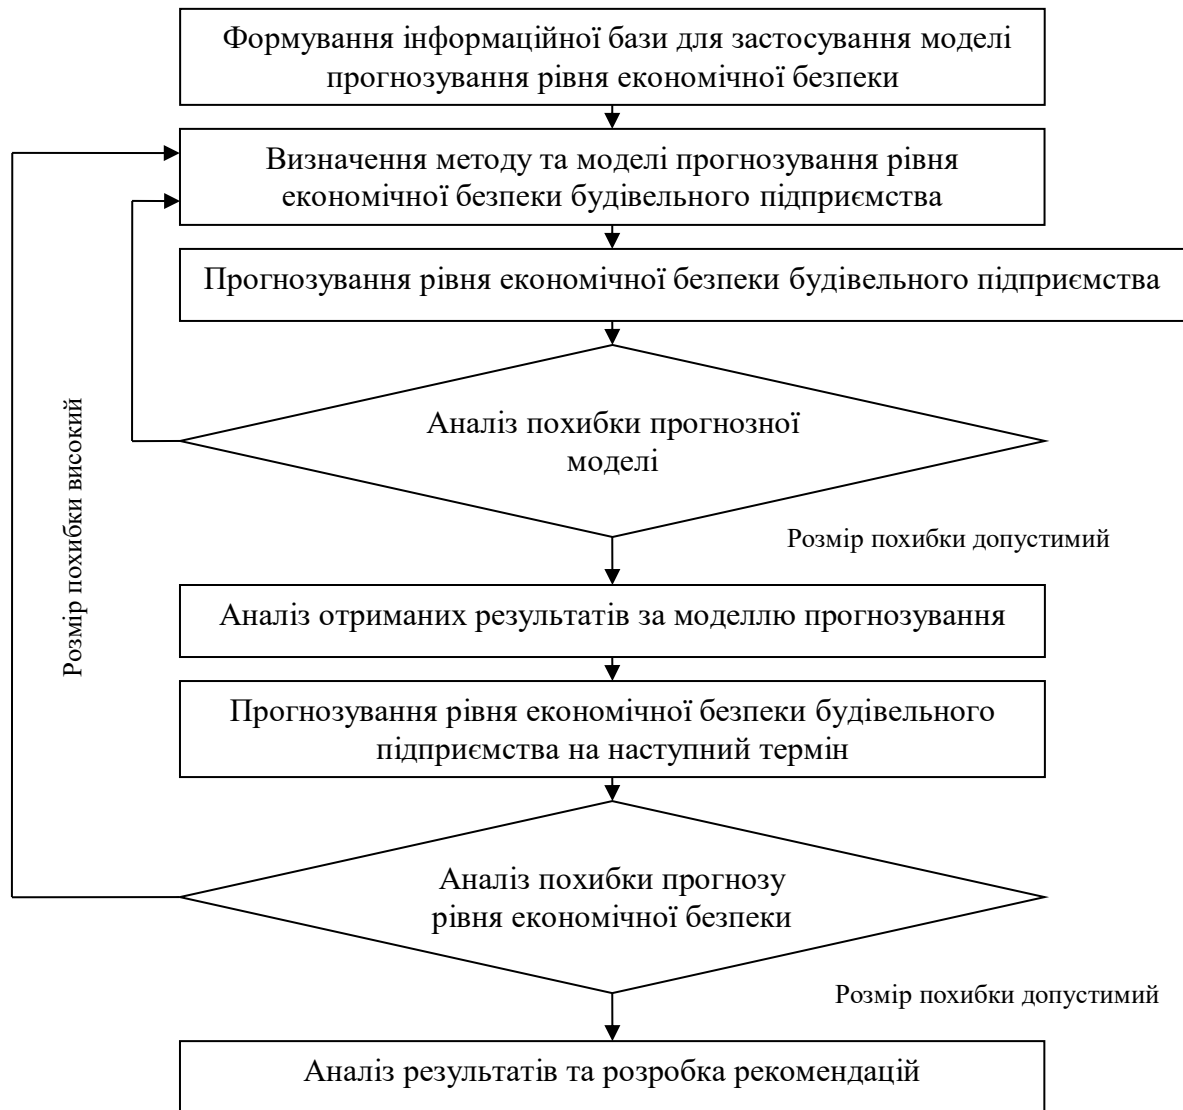 Формування інформаційної бази для застосування моделі
прогнозування рівня економічної безпеки
Визначення методу та моделі прогнозування рівня
економічної безпеки будівельного підприємства
Прогнозування рівня економічної безпеки будівельного підприємства
Аналіз похибки прогнозної
моделі
Розмір похибки високий
Розмір похибки допустимий
Аналіз отриманих результатів за моделлю прогнозування
Прогнозування рівня економічної безпеки будівельного
підприємства на наступний термін
Аналіз похибки прогнозу
рівня економічної безпеки
Розмір похибки допустимий
Аналіз результатів та розробка рекомендацій